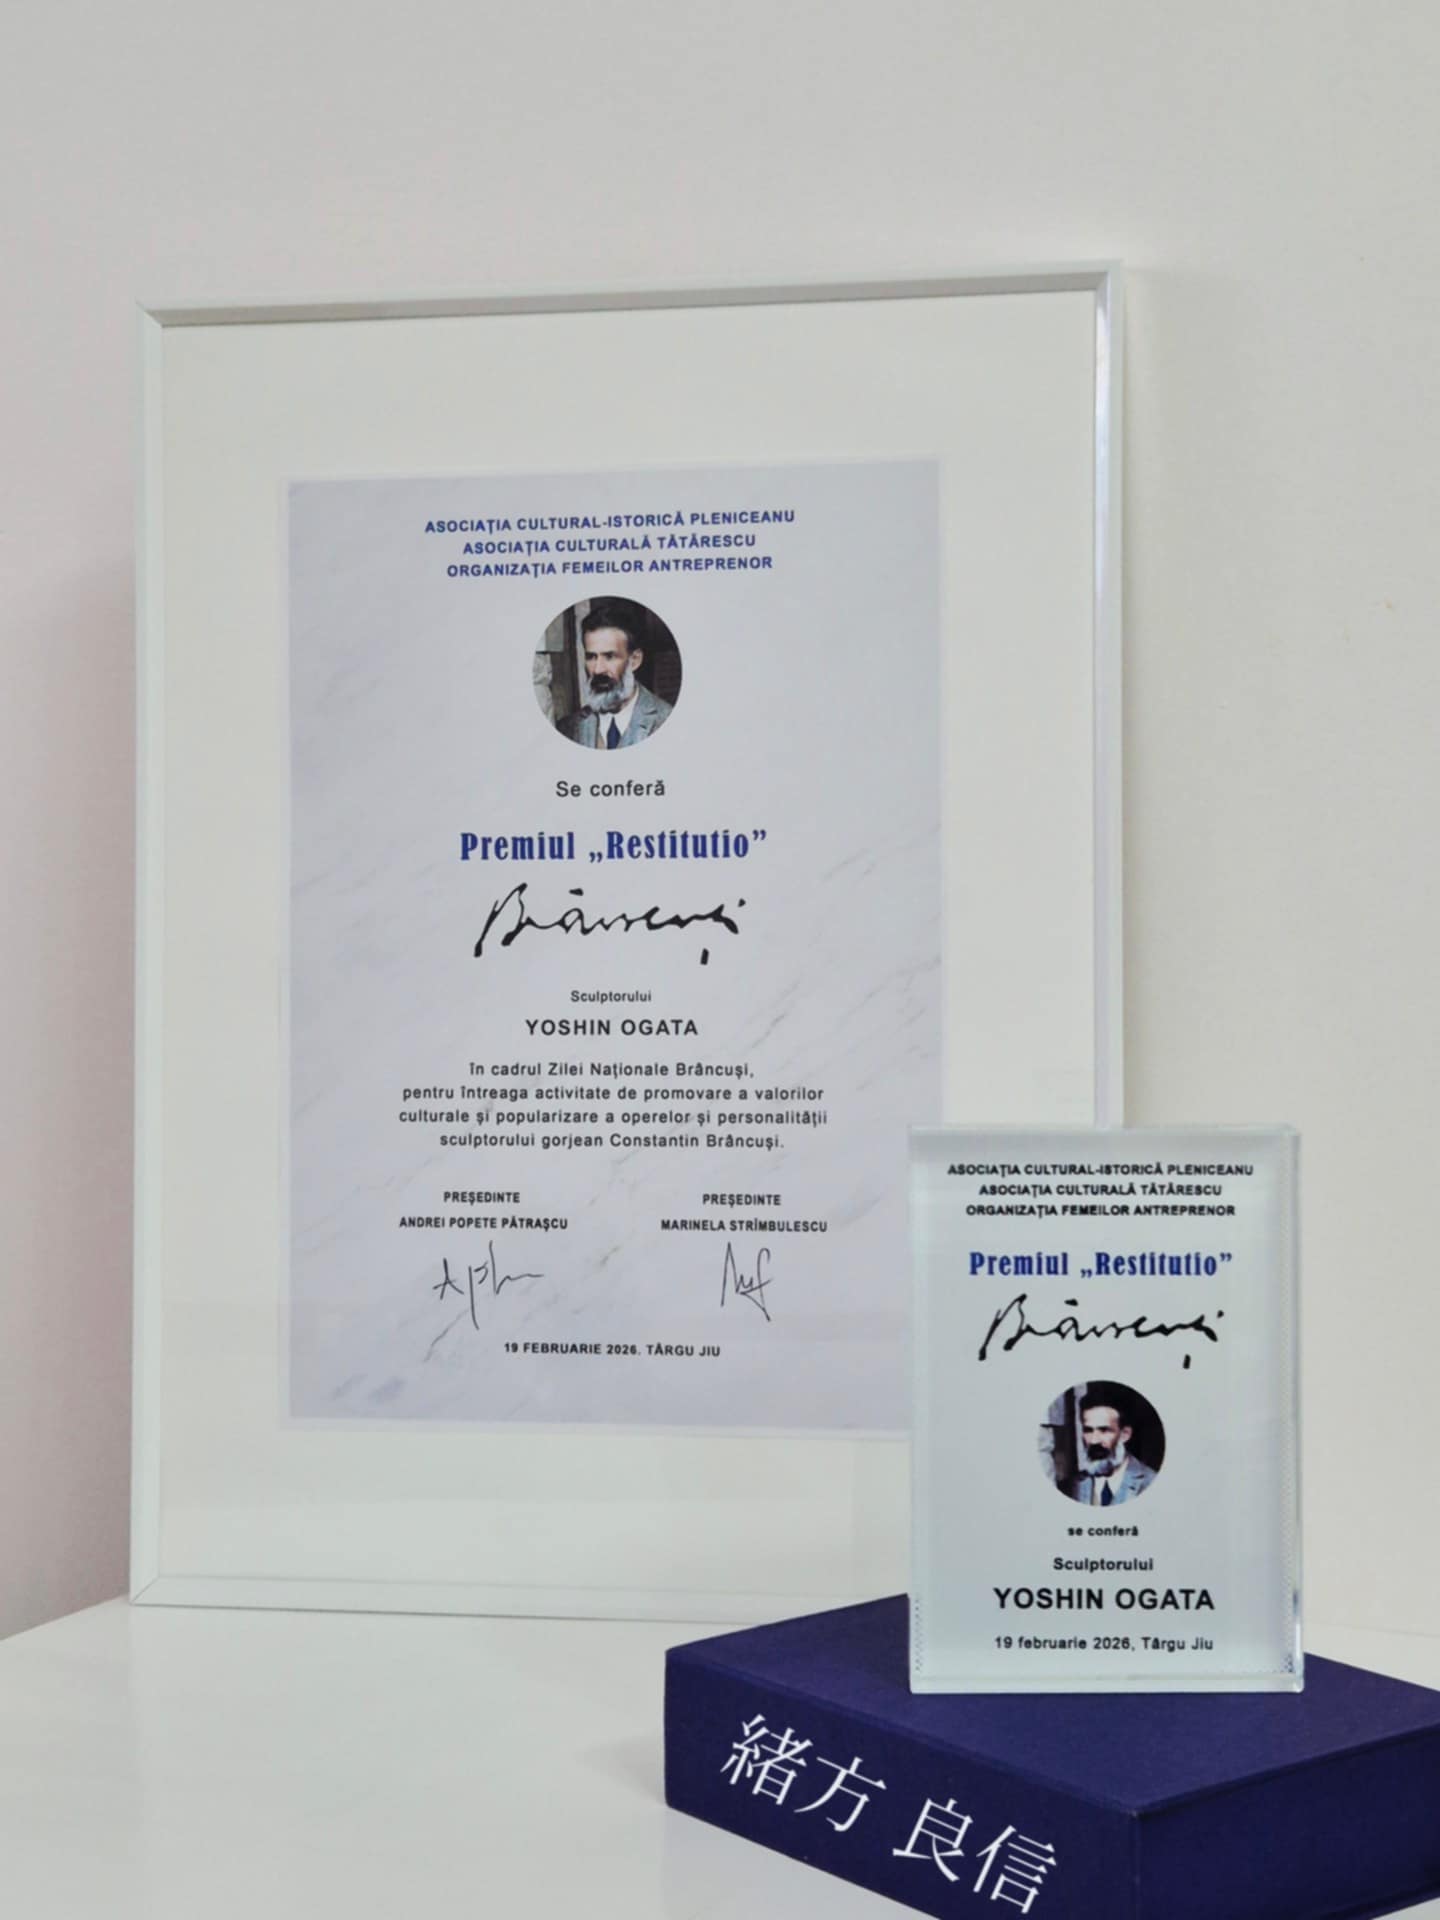 ASOCIAȚIA CULTURAL-ISTORICĂ PLENICEANU
ASOCIAȚIA CULTURALĂ TĂTĂRESCU
ORGANIZAȚIA FEMEILOR ANTREPRENOR
Se conferă
Premiul „Restitutio”
Brâncuși
Sculptorului
YOSHIN OGATA
în cadrul Zilei Naționale Brâncuși,
pentru întreaga activitate de promovare a valorilor
culturale și popularizare a operelor și personalității
sculptorului gorjean Constantin Brâncuși.
PREȘEDINTE
ANDREI POPETE PĂTRAȘCU
PREȘEDINTE
MARINELA STRÎMBULESCU
19 FEBRUARIE 2026. TÂRGU JIU
ASOCIAȚIA CULTURAL-ISTORICĂ PLENICEANU
ASOCIAȚIA CULTURALĂ TĂTĂRESCU
ORGANIZAȚIA FEMEILOR ANTREPRENOR
Premiul „Restitutio”
Brâncuși
se conferă
Sculptorului
YOSHIN OGATA
19 februarie 2026, Târgu Jiu
緒方 良信